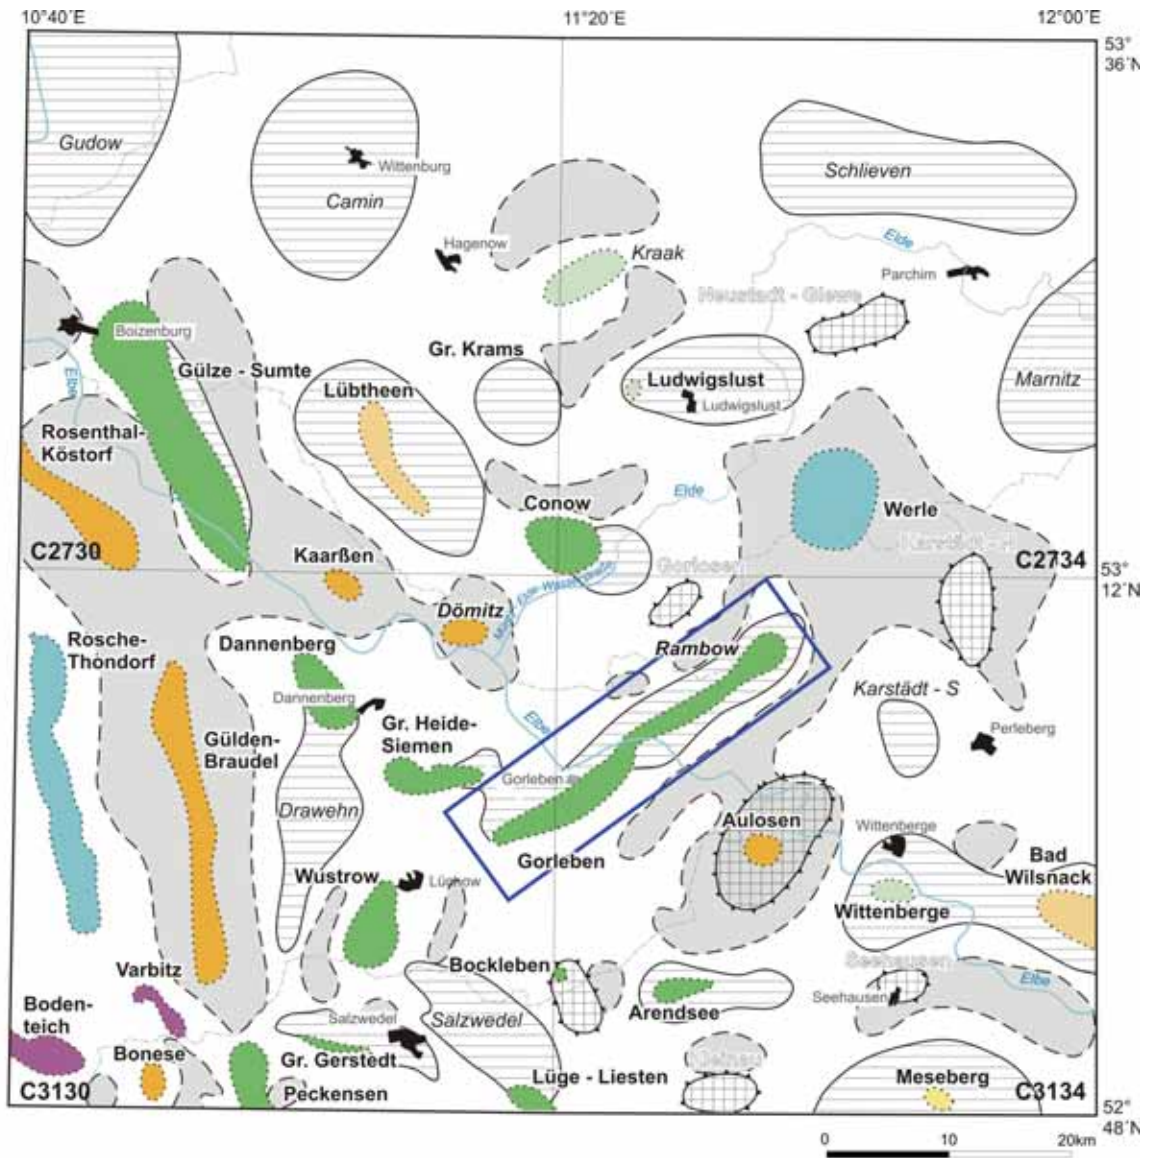 10°40´E
11°20´E
12°00´E
53°
36´N
Gudow
Wittenburg
Camin
Schlieven
Hagenow
Kraak
Elde
Parchim
Neustadt - Glewe
Boizenburg
Gülze - Sumte
Gr. Krams
Elbe
Lübtheen
Ludwigslust
Ludwigslust
Marnitz
Rosenthal-
Köstorf
Elde
Conow
Werle
C2730
Kaarßen
C2734
53°
12´N
Dömitz
Rosche-
Thondorf
Dannenberg
Rambow
Dannenberg
Karstädt - S
Gr. Heide-
Siemen
Elbe
Gülden-
Braudel
Perleberg
Gorleben
Drawehn
Aulosen
Wittenberge
Gorleben
Bad
Wilsnack
Wustrow
Lüchow
Wittenberge
Bockleben
Seehausen
Varbitz
Elbe
Seehausen
Boden-
teich
Salzwedel
Salzwedel
Arendsee
Bonese
Gr. Gerstedt
Lüge - Liesten
Meseberg
C3130
Peckensen
C3134
52°
48´N
0
10
20km